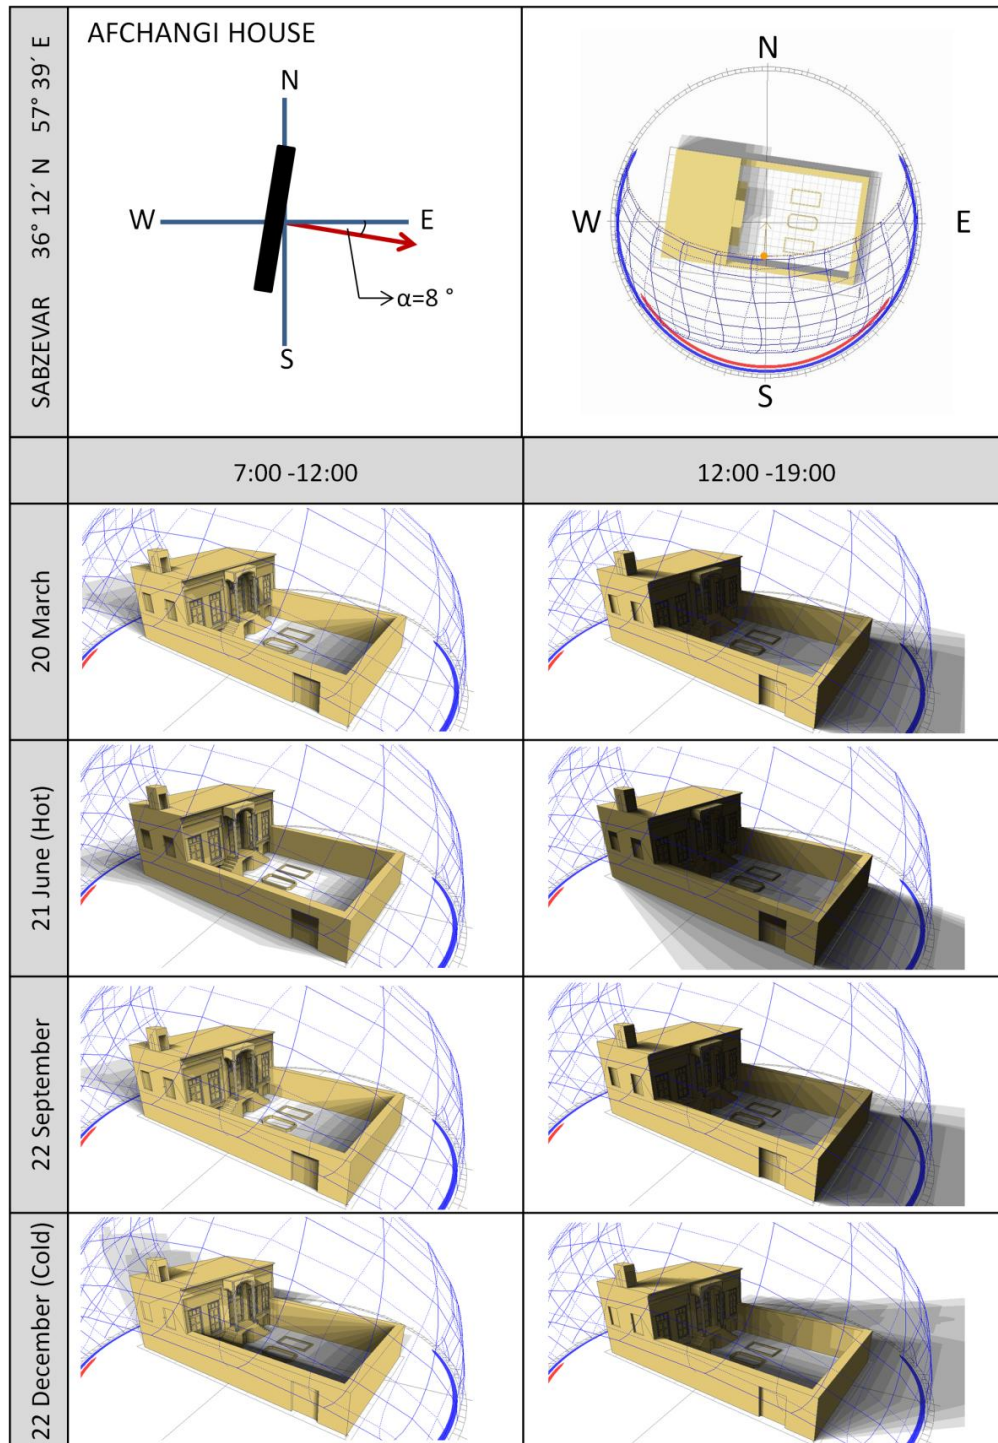 SABZEVAR 36° 12′ N 57° 39′ E
AFCHANGI HOUSE
N
W
E
α=8 °
S
N
W
E
S
7:00 -12:00
12:00 -19:00
20 March
21 June (Hot)
22 September
22 December (Cold)